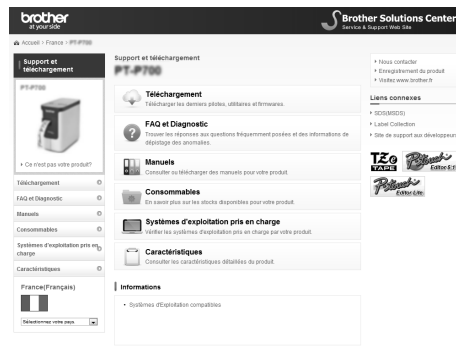 brother
at your side
Brother Solutions Center
Service & Support Web Site
Accueil > France >
Support et
téléchargement
Ce n'est pas votre produit?
Téléchargement
FAQ et Diagnostic
Manuels
Consommables
Systèmes d'exploitation pris en
charge
Caractéristiques
France(Français)
Sélectionnez votre pays
Support et téléchargement
Téléchargement
Télécharger les derniers pilotes, utilitaires et firmwares.
FAQ et Diagnostic
Trouver les réponses aux questions fréquemment posées et des informations de
dépistage des anomalies.
Manuels
Consulter ou télécharger des manuels pour votre produit.
Consommables
En savoir plus sur les stocks disponibles pour votre produit.
Systèmes d'exploitation pris en charge
Vérifier les systèmes d'exploitation pris en charge par votre produit.
Caractéristiques
Consulter les caractéristiques détaillées du produit.
Informations
• Systèmes d'Exploitation compatibles
Nous contacter
Enregistrement du produit
Visitez www.brother.fr
Liens connexes
SDS(MSDS)
Label Collection
Site de support aux développeurs
TZe
TAPE
P-touch
P-touch
Editor Lite